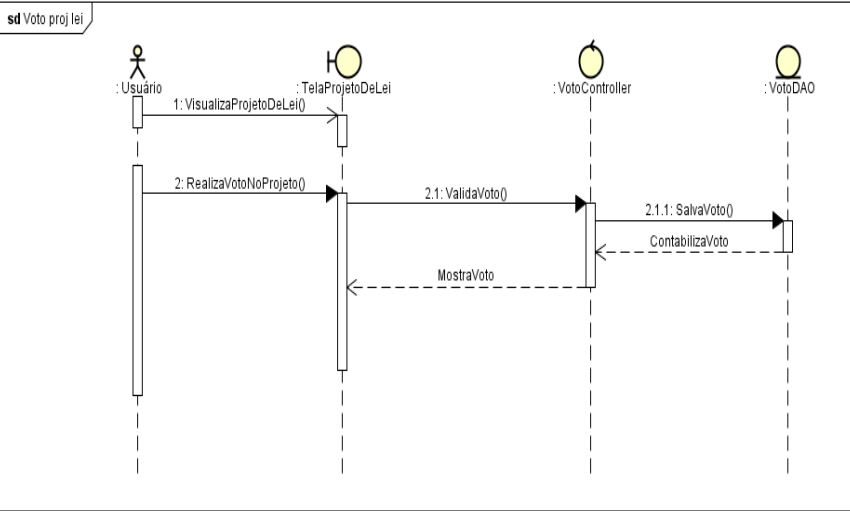 sd Voto proj lei
: Usuário
: TelaProjetoDeLei
: VotoController
: VotoDAO
1: VisualizaProjetoDeLei()
2: RealizaVotoNoProjeto()
2.1: ValidaVoto()
2.1.1: SalvaVoto()
ContabilizaVoto
MostraVoto